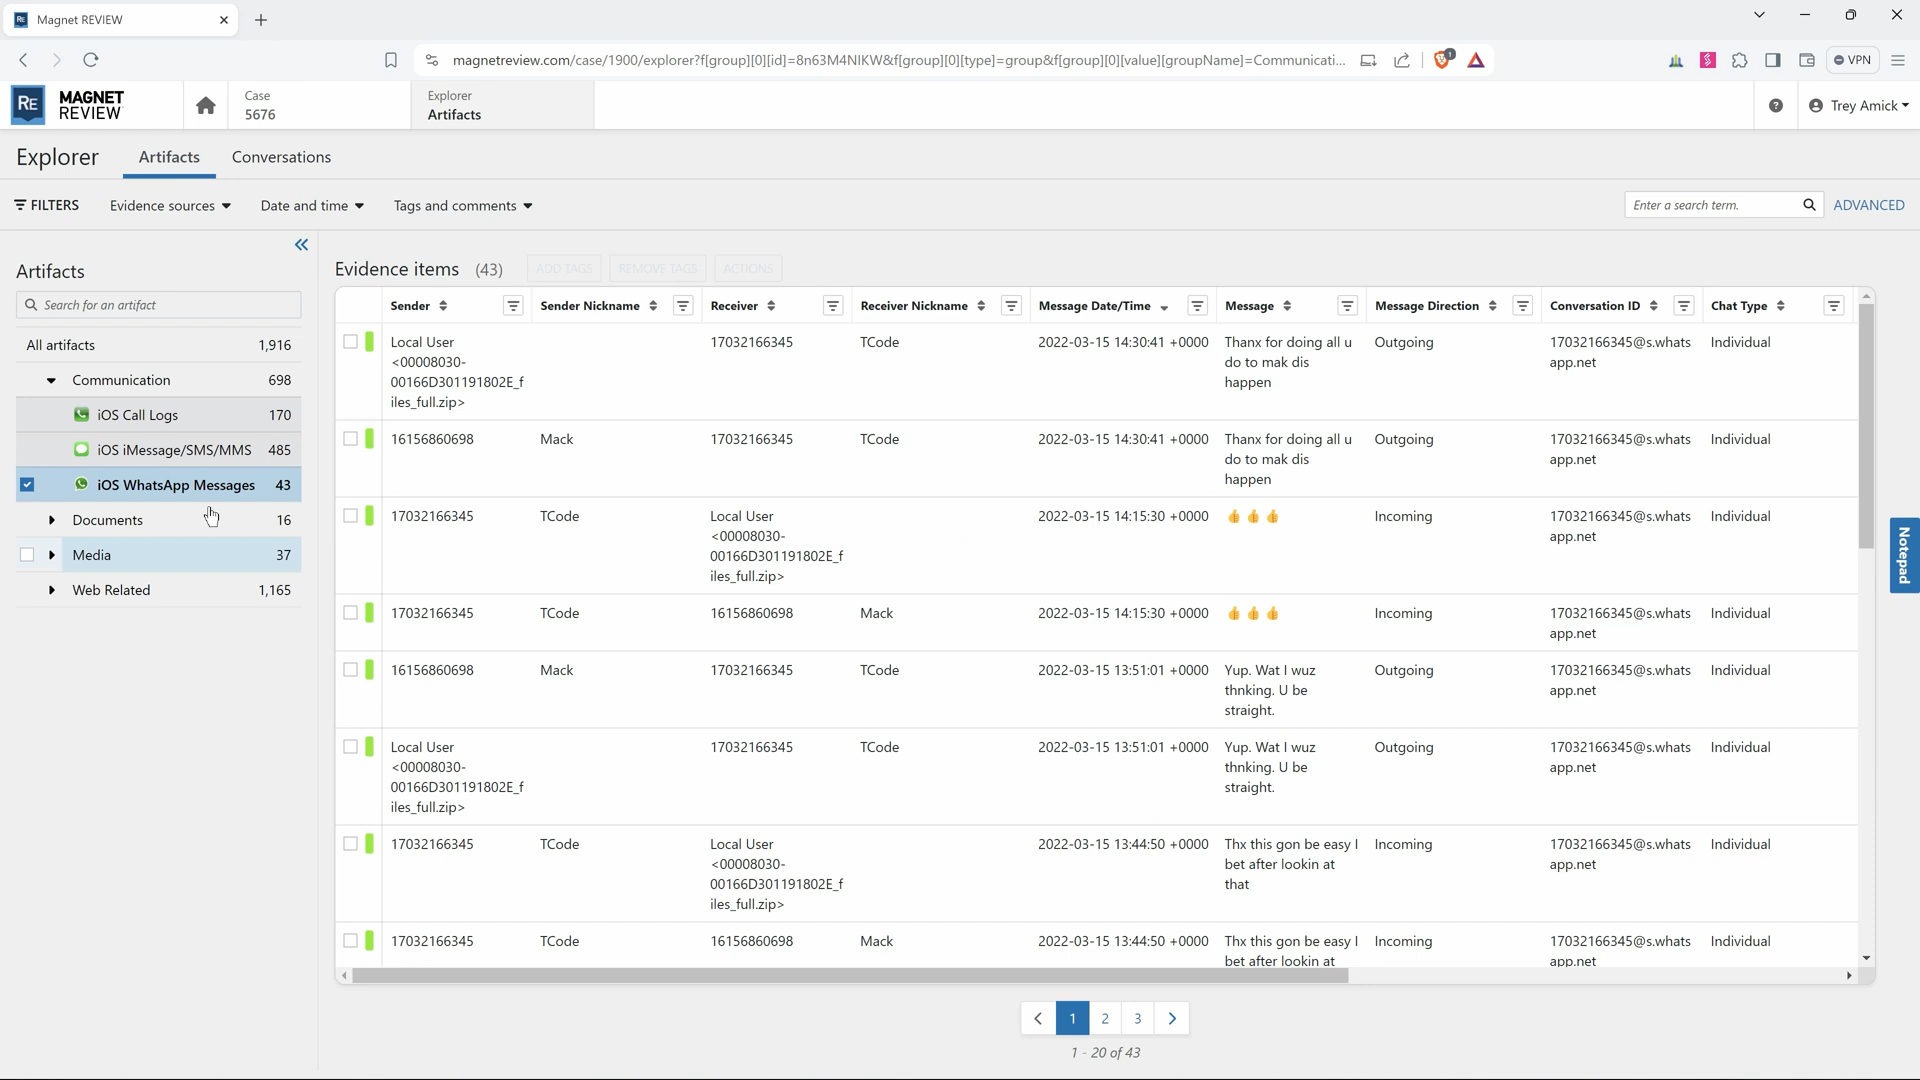 Magnet REVIEW
magnetreview.com/case/1900/explorer?f[group][0][id]=8n63M4NIKW&f[group][0][type]=group&f[group][0][value][groupName]=Communicati...
1
VPN
RE
MAGNET
REVIEW
Case
5676
Explorer
Artifacts
?
Trey Amick
Explorer
Artifacts
Conversations
FILTERS
Evidence sources
Date and time
Tags and comments
Enter a search term.
ADVANCED
Artifacts
Search for an artifact
All artifacts 1,916
Communication 698
iOS Call Logs 170
iOS iMessage/SMS/MMS 485
iOS WhatsApp Messages 43
Documents 16
Media 37
Web Related 1,165
Evidence items (43)
ADD TAGS
REMOVE TAGS
ACTIONS
Sender Sender Nickname Receiver Receiver Nickname Message Date/Time Message Message Direction Conversation ID Chat Type
Local User 17032166345 TCode 2022-03-15 14:30:41 +0000 Thanx for doing all u Outgoing 17032166345@s.whats Individual
<00008030- do to mak dis app.net
00166D301191802E_f happen
iles_full.zip>
16156860698 Mack 17032166345 TCode 2022-03-15 14:30:41 +0000 Thanx for doing all u Outgoing 17032166345@s.whats Individual
do to mak dis app.net
happen
17032166345 TCode Local User 2022-03-15 14:15:30 +0000 👍 👍 👍 Incoming 17032166345@s.whats Individual
<00008030- app.net
00166D301191802E_f
iles_full.zip>
17032166345 TCode 16156860698 Mack 2022-03-15 14:15:30 +0000 👍 👍 👍 Incoming 17032166345@s.whats Individual
app.net
16156860698 Mack 17032166345 TCode 2022-03-15 13:51:01 +0000 Yup. Wat I wuz Outgoing 17032166345@s.whats Individual
thnking. U be app.net
straight.
Local User 17032166345 TCode 2022-03-15 13:51:01 +0000 Yup. Wat I wuz Outgoing 17032166345@s.whats Individual
<00008030- thnking. U be app.net
00166D301191802E_f straight.
iles_full.zip>
17032166345 TCode Local User 2022-03-15 13:44:50 +0000 Thx this gon be easy I Incoming 17032166345@s.whats Individual
<00008030- bet after lookin at app.net
00166D301191802E_f that
iles_full.zip>
17032166345 TCode 16156860698 Mack 2022-03-15 13:44:50 +0000 Thx this gon be easy I Incoming 17032166345@s.whats Individual
bet after lookin at app.net
Notepad
1 2 3
1 - 20 of 43